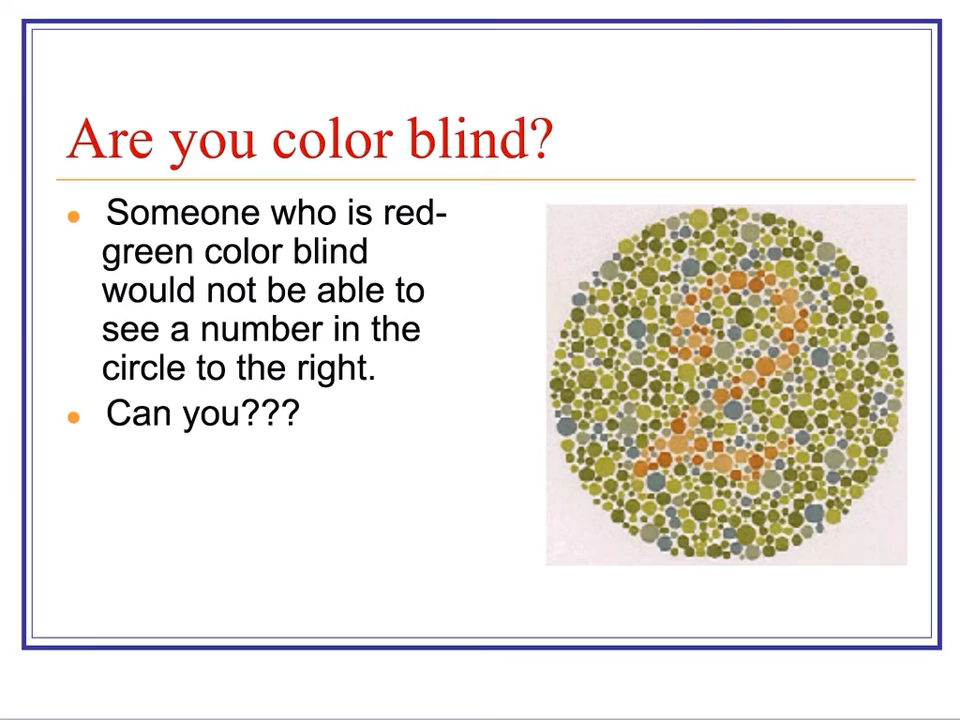 Are you color blind?
Someone who is red-
green color blind
would not be able to
see a number in the
circle to the right.
Can you???
2